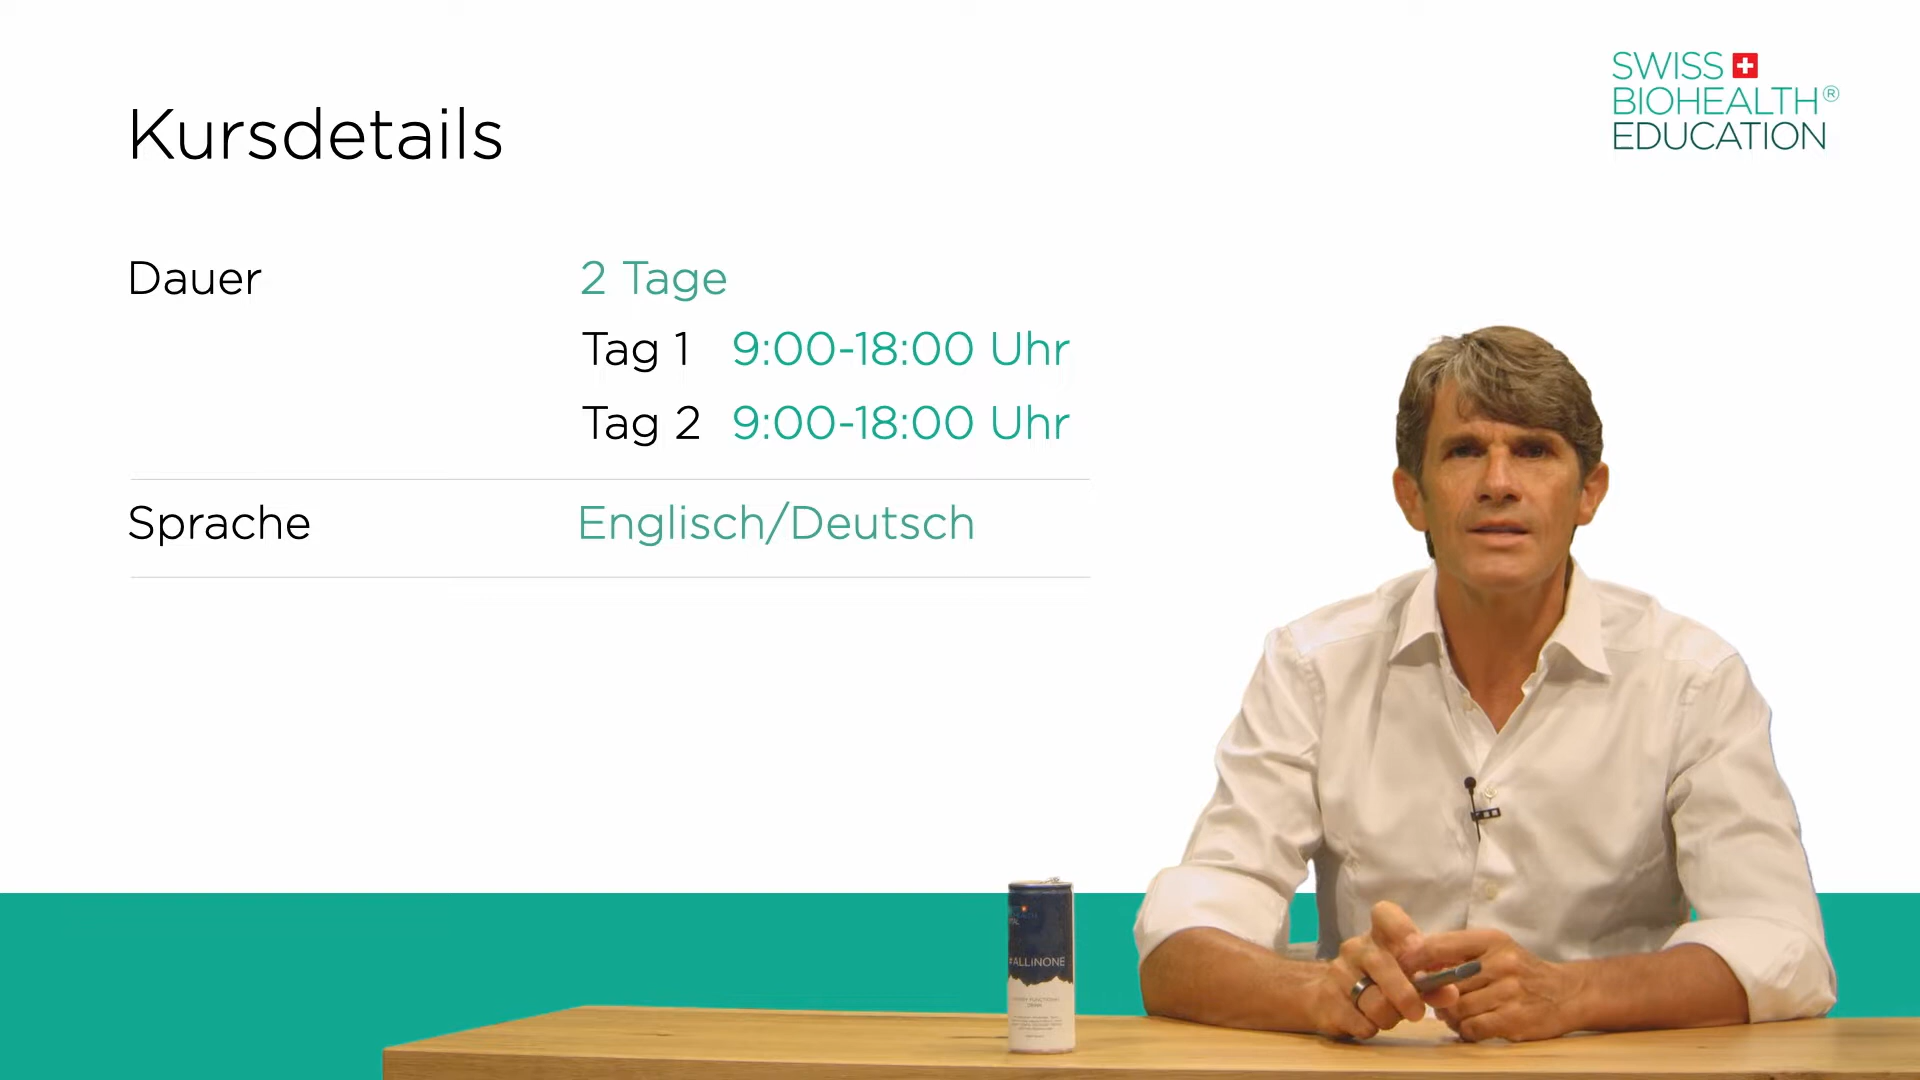 SWISS
BIOHEALTH®
EDUCATION
Kursdetails
Dauer 2 Tage
Tag 1 9:00-18:00 Uhr
Tag 2 9:00-18:00 Uhr
Sprache Englisch/Deutsch
#ALLINONE